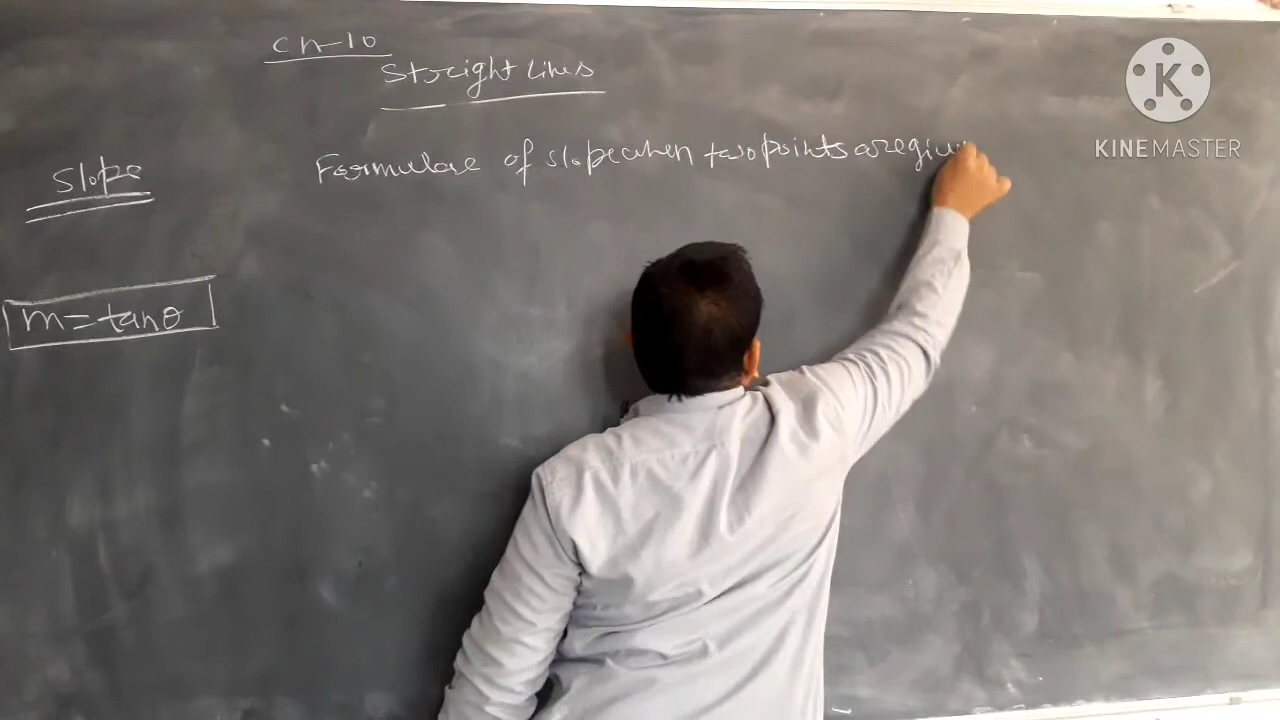 Ch-10
Straight Lines
Slope
Formulae of slope when two points are
m = tanθ
K
KINEMASTER